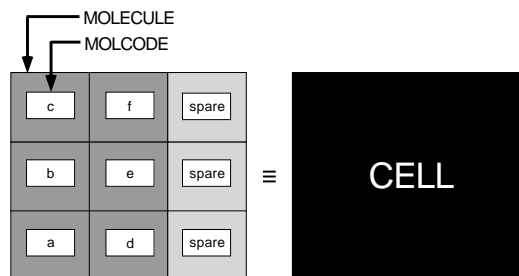 MOLECULE
MOLCODE
c f spare
b e spare
a d spare
≡
CELL